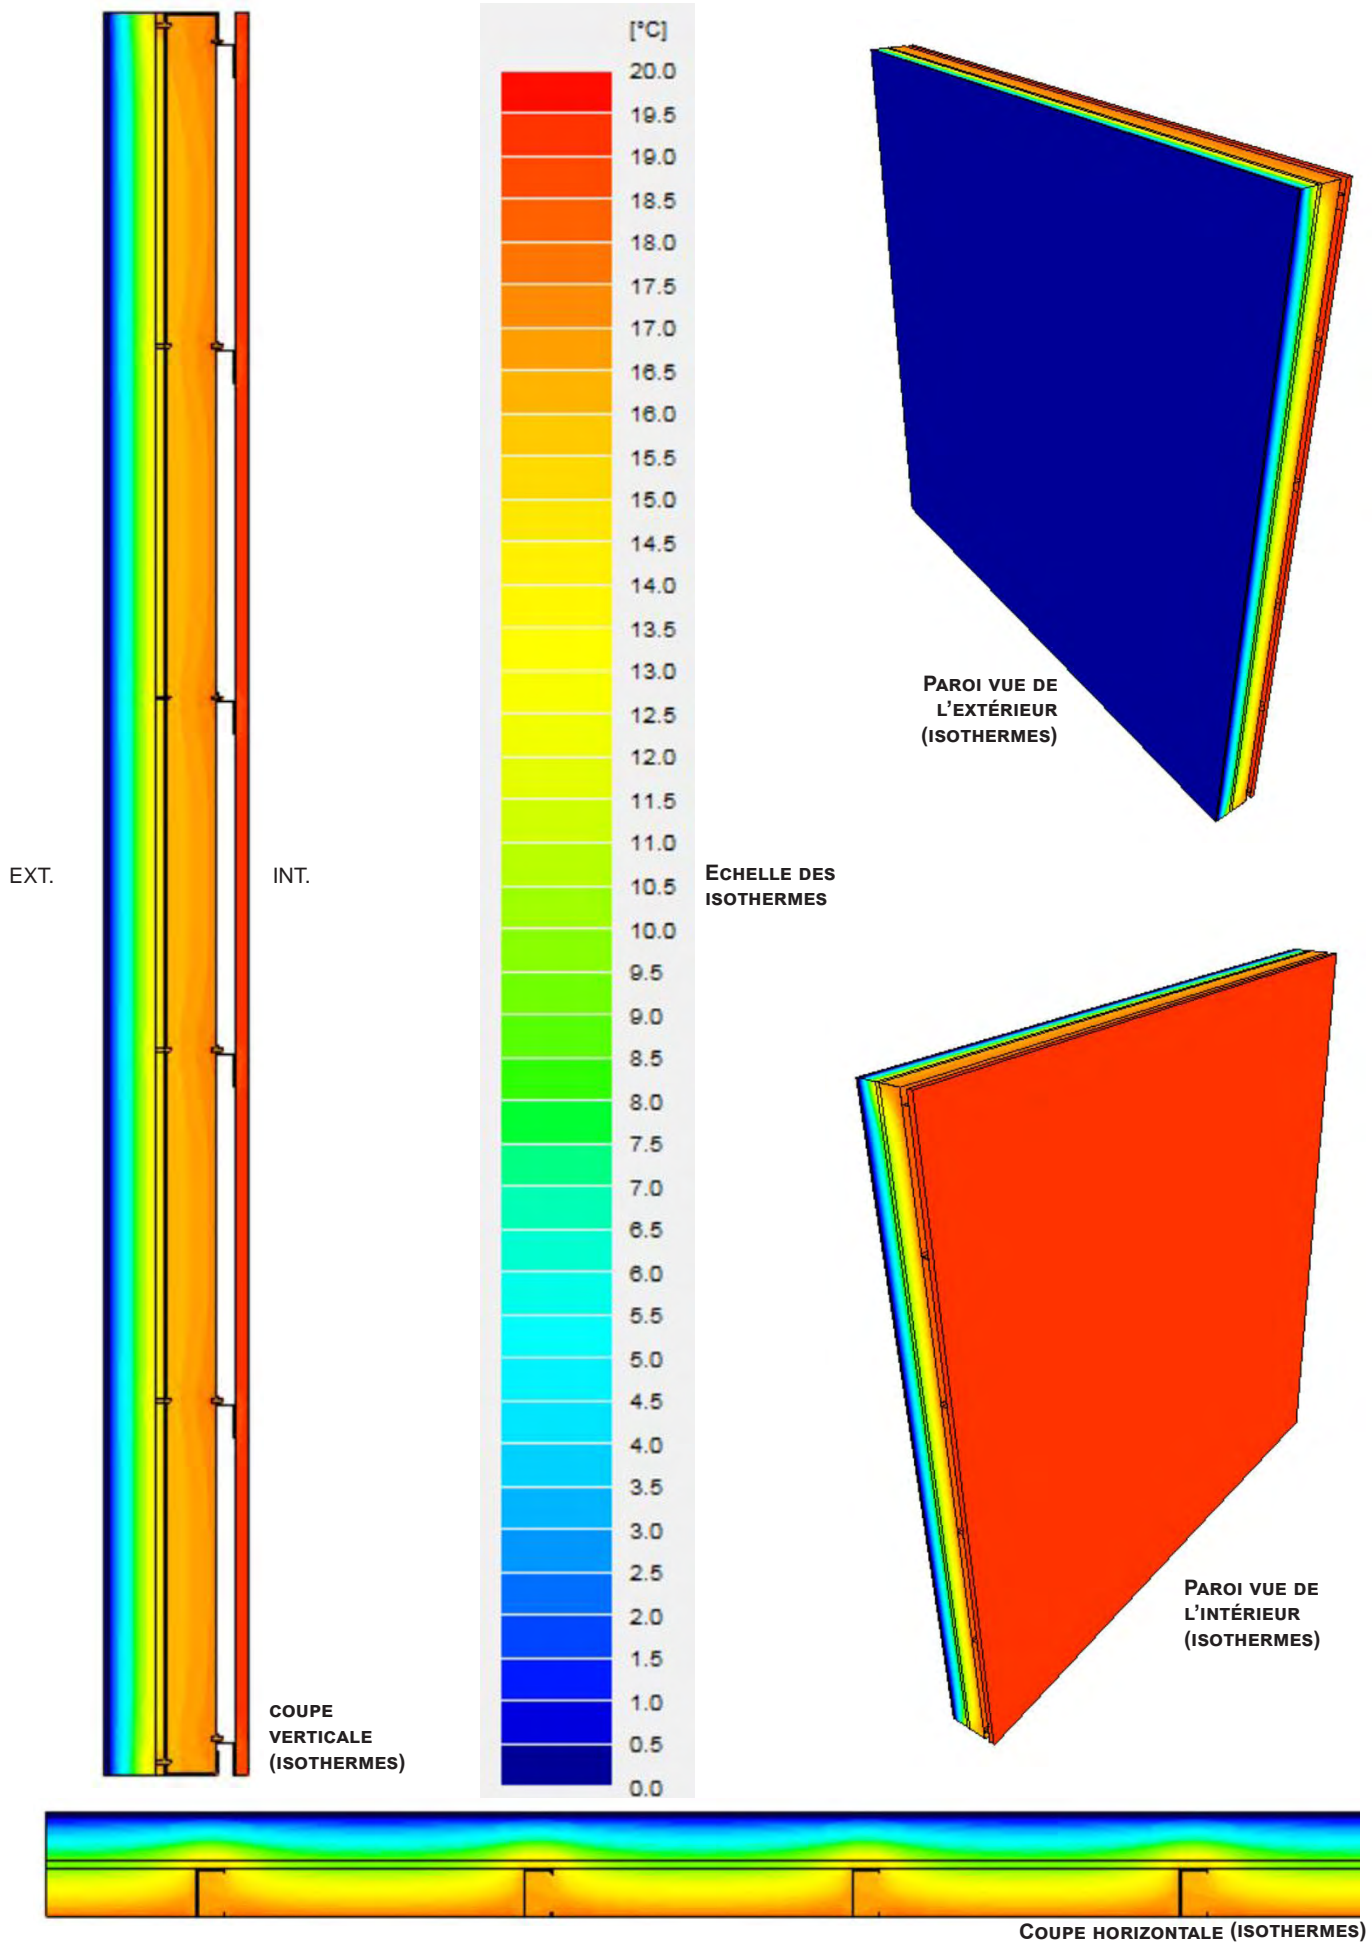 [°C]
20.0
19.5
19.0
18.5
18.0
17.5
17.0
16.5
16.0
15.5
15.0
14.5
14.0
13.5
13.0
12.5
12.0
11.5
11.0
10.5
10.0
9.5
9.0
8.5
8.0
7.5
7.0
6.5
6.0
5.5
5.0
4.5
4.0
3.5
3.0
2.5
2.0
1.5
1.0
0.5
0.0
EXT.
INT.
ECHELLE DES
ISOTHERMES
PAROI VUE DE
L'EXTÉRIEUR
(ISOTHERMES)
PAROI VUE DE
L'INTÉRIEUR
(ISOTHERMES)
COUPE
VERTICALE
(ISOTHERMES)
COUPE HORIZONTALE (ISOTHERMES)